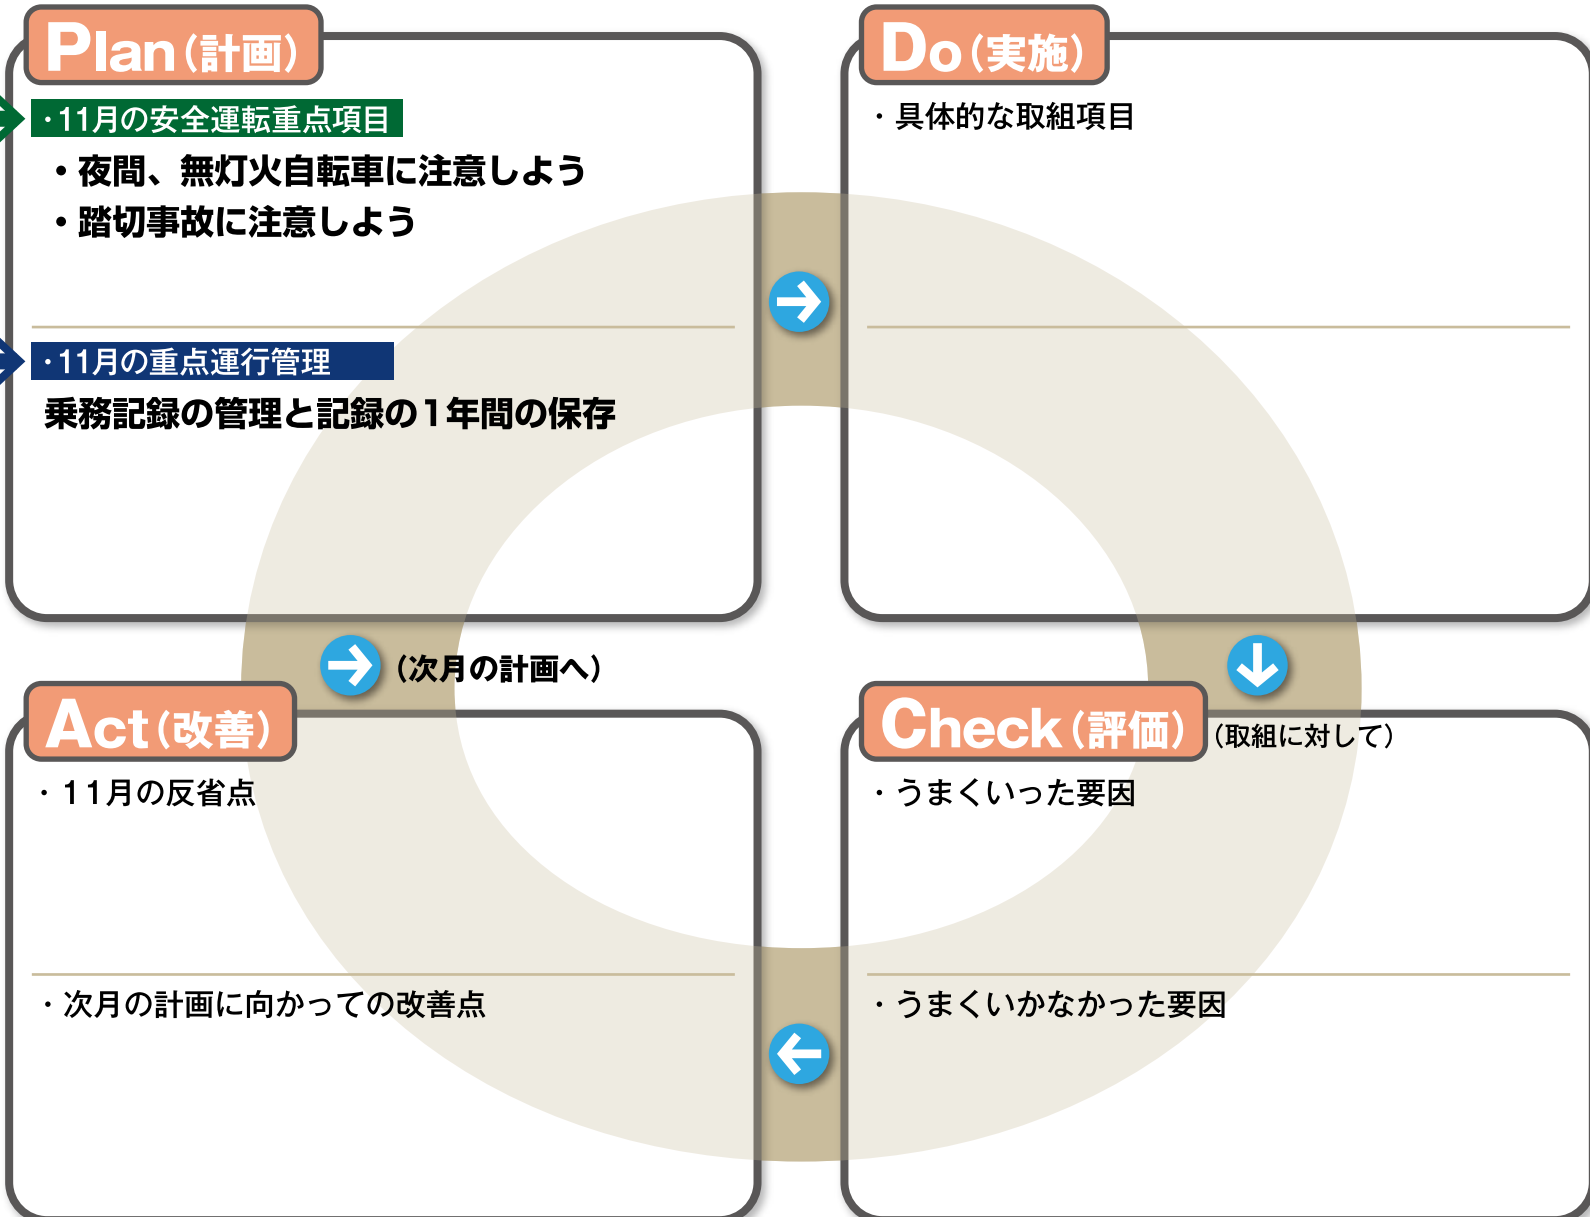 Plan(計画)
・11月の安全運転重点項目
・夜間、無灯火自転車に注意しよう
・踏切事故に注意しよう
・11月の重点運行管理
乗務記録の管理と記録の1年間の保存
Do(実施)
・具体的な取組項目
(次月の計画へ)
Check(評価) (取組に対して)
・うまくいった要因
・うまくいかなかった要因
Act(改善)
・11月の反省点
・次月の計画に向かっての改善点